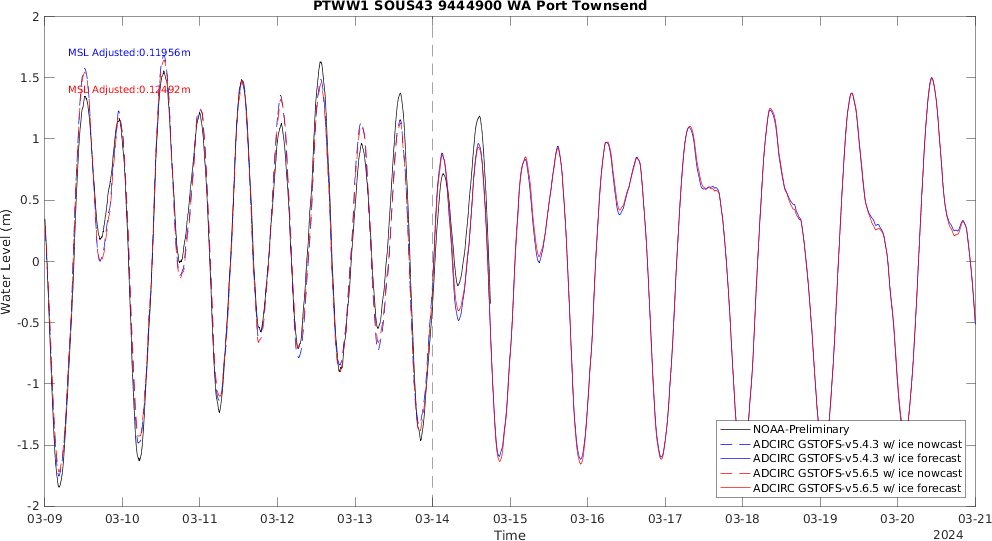 PTWW1 SOUS43 9444900 WA Port Townsend
2
1.5
1
0.5
0
-0.5
-1
-1.5
-2
Water Level (m)
MSL Adjusted:0.11956m
MSL Adjusted:0.12492m
NOAA-Preliminary
ADCIRC GSTOFS-v5.4.3 w/ ice nowcast
ADCIRC GSTOFS-v5.4.3 w/ ice forecast
ADCIRC GSTOFS-v5.6.5 w/ ice nowcast
ADCIRC GSTOFS-v5.6.5 w/ ice forecast
03-09 03-10 03-11 03-12 03-13 03-14 03-15 03-16 03-17 03-18 03-19 03-20 03-21
Time
2024